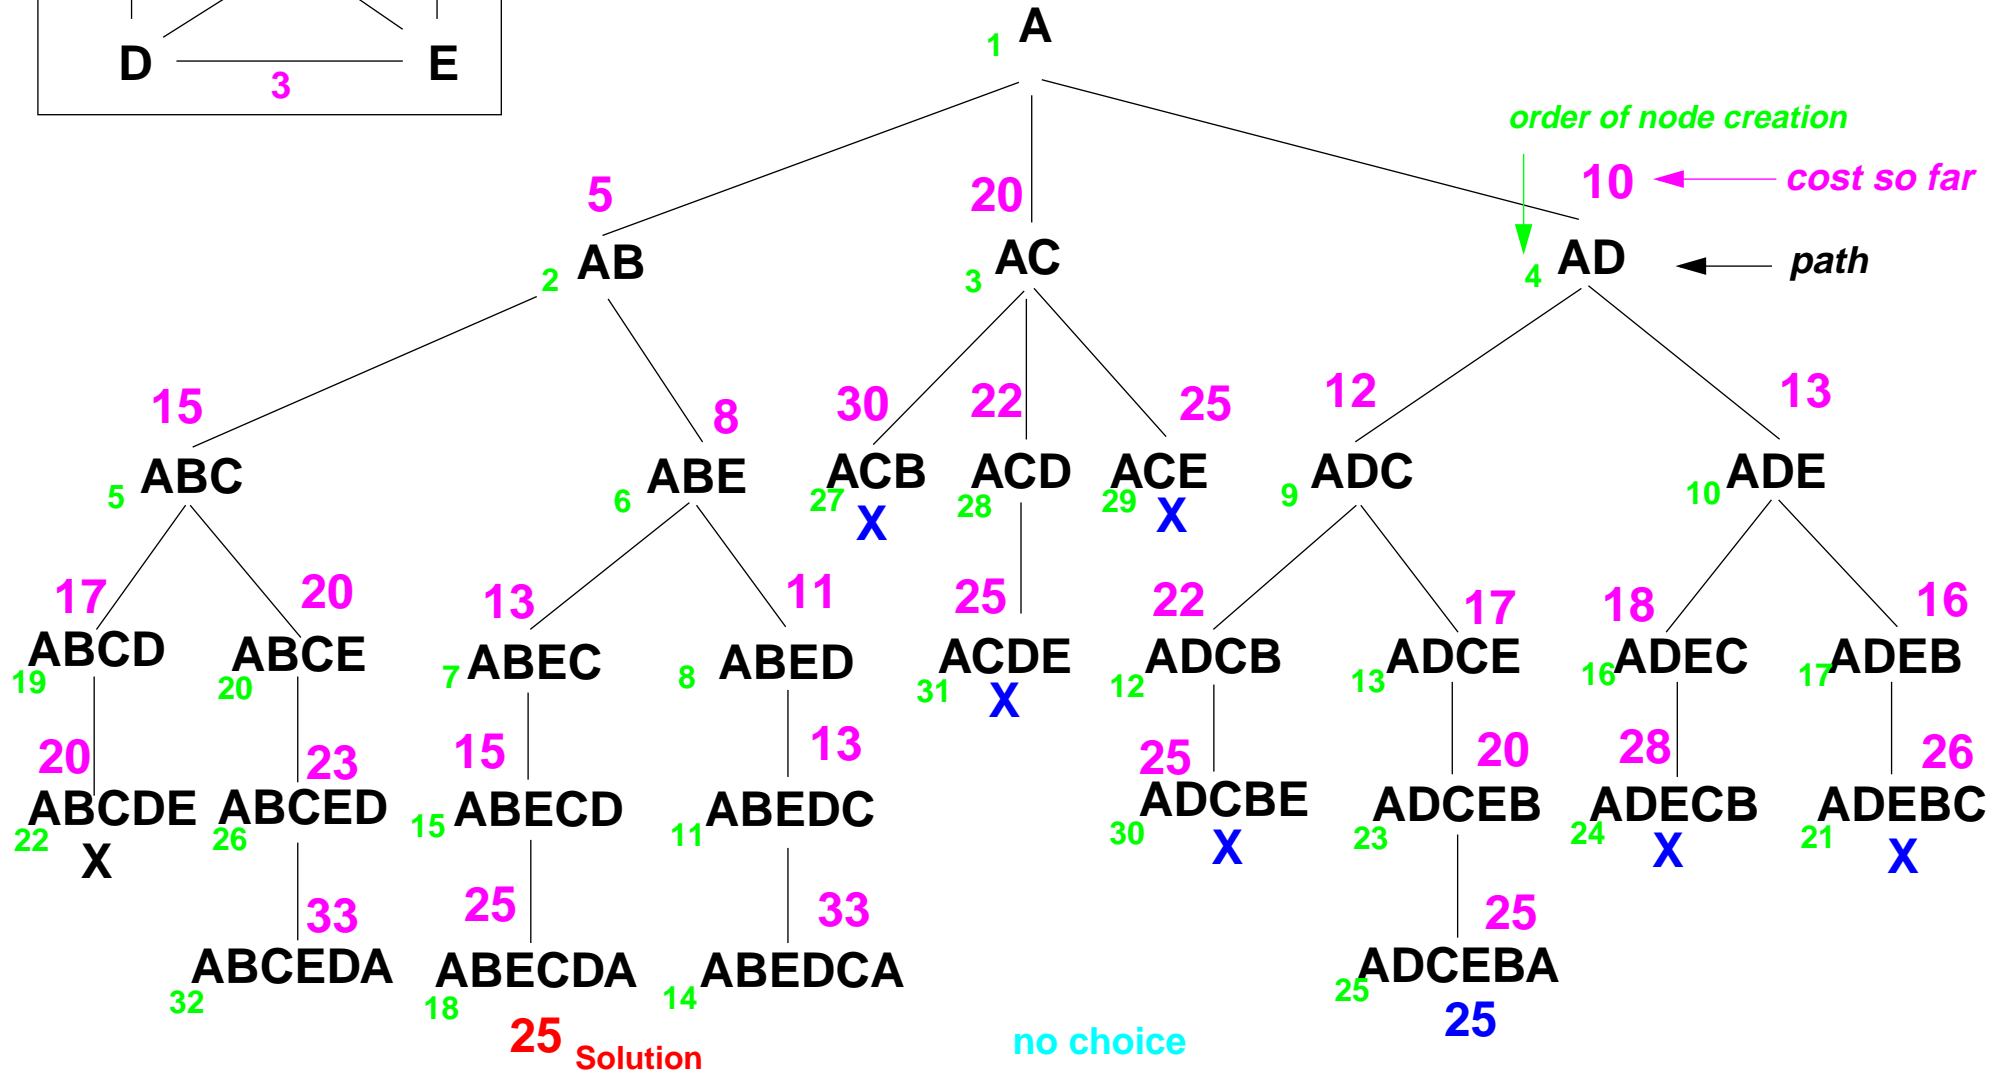 D E
3
A
1
order of node creation
5 20 10 cost so far
AB AC AD path
2 3 4
15 8 30 22 25 12 13
ABC ABE ACB ACD ACE ADC ADE
5 6 27 28 29 9 10
X X
17 20 13 11 25 22 17 18 16
ABCD ABCE ABEC ABED ACDE ADCB ADCE ADEC ADEB
19 20 7 8 31 12 13 16 17
X
20 23 15 13 25 20 28 26
ABCDE ABCED ABECD ABEDC ADCBE ADCEB ADECB ADEBC
22 26 15 11 30 23 24 21
X X X X
33 25 33 25
ABCEDA ABECDA ABEDCA ADCEBA
32 18 14 25
25 Solution no choice 25